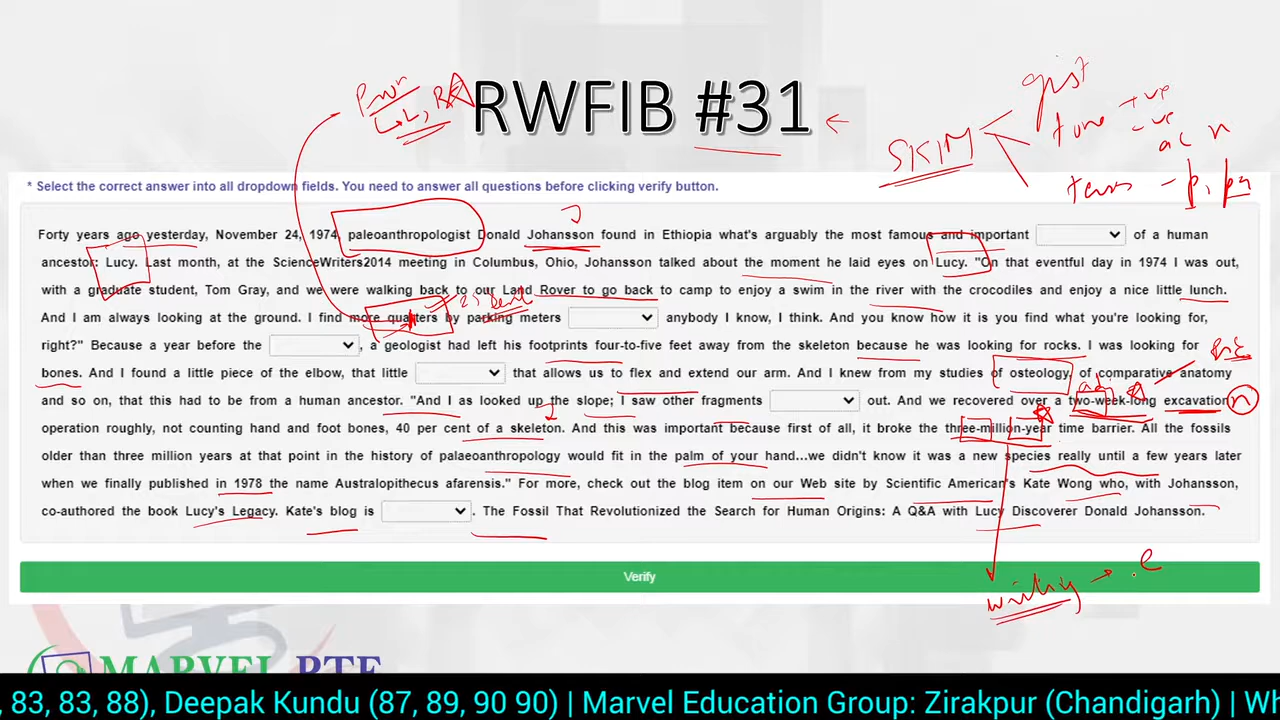 RWFIB #31
Prwr
L, RA
SKIM
gist
tone +ve
-ve
ac n
tens - p, pa
* Select the correct answer into all dropdown fields. You need to answer all questions before clicking verify button.
Forty years ago yesterday, November 24, 1974, paleoanthropologist Donald Johansson found in Ethiopia what's arguably the most famous and important of a human
ancestor: Lucy. Last month, at the ScienceWriters2014 meeting in Columbus, Ohio, Johansson talked about the moment he laid eyes on Lucy. "On that eventful day in 1974 I was out,
with a graduate student, Tom Gray, and we were walking back to our Land Rover to go back to camp to enjoy a swim in the river with the crocodiles and enjoy a nice little lunch.
And I am always looking at the ground. I find more quarters by parking meters anybody I know, I think. And you know how it is you find what you're looking for,
right?" Because a year before the , a geologist had left his footprints four-to-five feet away from the skeleton because he was looking for rocks. I was looking for
bones. And I found a little piece of the elbow, that little that allows us to flex and extend our arm. And I knew from my studies of osteology, of comparative anatomy
and so on, that this had to be from a human ancestor. "And I as looked up the slope; I saw other fragments out. And we recovered over a two-week-long excavation
operation roughly, not counting hand and foot bones, 40 per cent of a skeleton. And this was important because first of all, it broke the three-million-year time barrier. All the fossils
older than three million years at that point in the history of palaeoanthropology would fit in the palm of your hand...we didn't know it was a new species really until a few years later
when we finally published in 1978 the name Australopithecus afarensis." For more, check out the blog item on our Web site by Scientific American's Kate Wong who, with Johansson,
co-authored the book Lucy's Legacy. Kate's blog is . The Fossil That Revolutionized the Search for Human Origins: A Q&A with Lucy Discoverer Donald Johansson.
adj
n
writing → e
Verify
MARVEL PTE
, 83, 83, 88), Deepak Kundu (87, 89, 90 90) | Marvel Education Group: Zirakpur (Chandigarh) | Wh